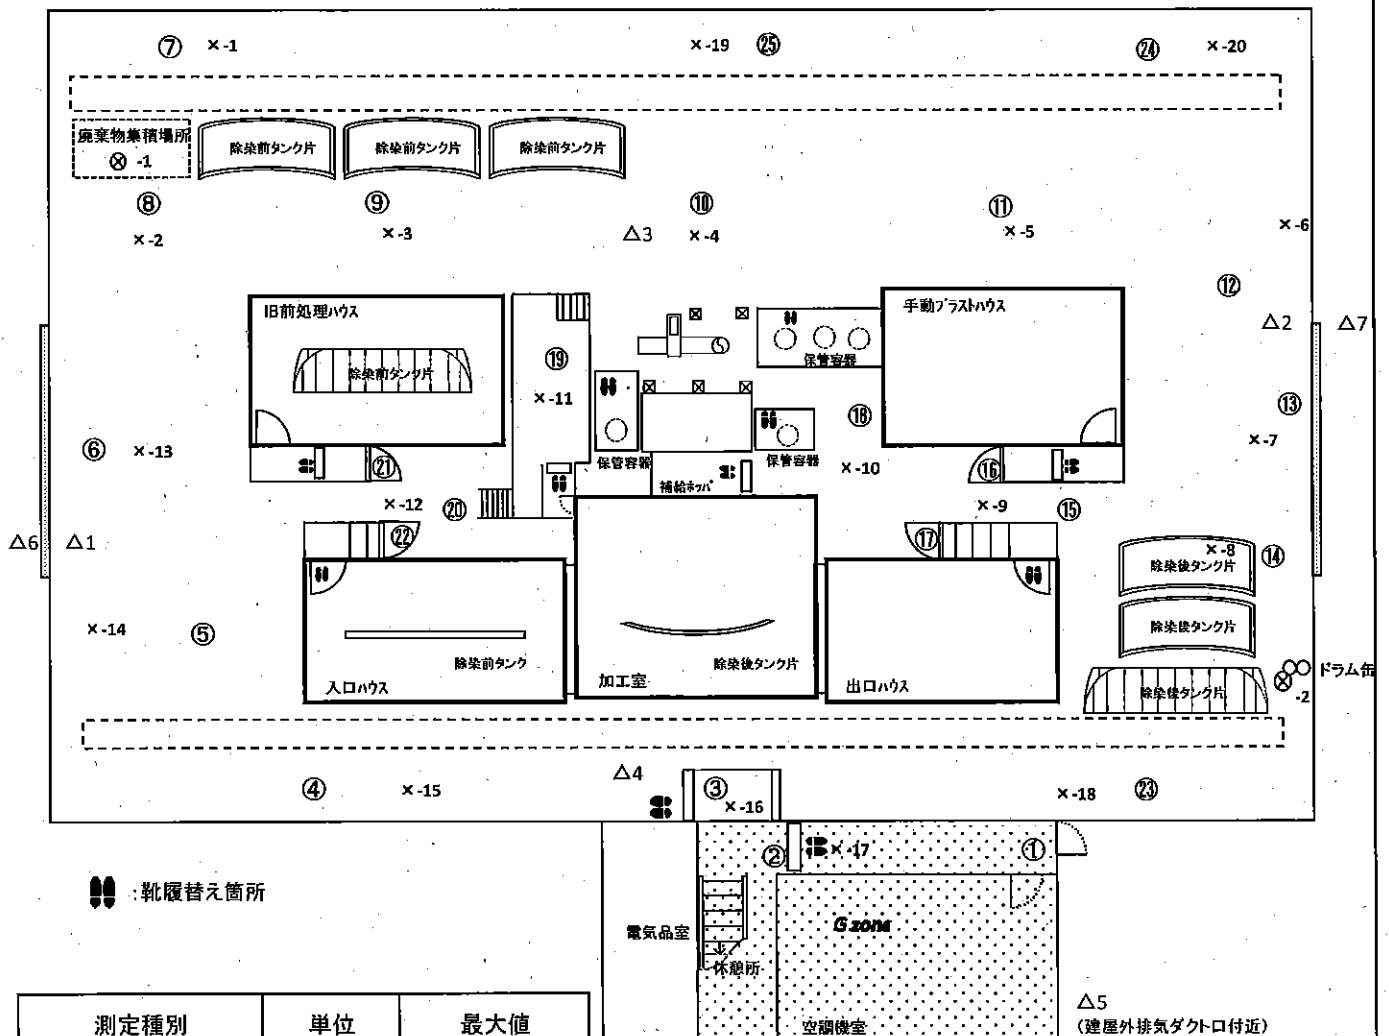 ⑦ ×-1 ×-19 ㉕ ㉔ ×-20
廃棄物集積場所
⊗ -1
除染前タンク片 除染前タンク片 除染前タンク片
⑧ ⑨ ⑩ ⑪
×-2 ×-3 △3 ×-4 ×-5 ×-6
⑫
旧前処理ハウス
手動ブラストハウス
△2 △7
⑲
保管容器
除染前タンク片
×-11
⑱ ⑬
⑥ ×-13
×-7
㉑
保管容器
保管容器
×-10
⑯
補給ホッパ
×-12 ⑳
×-9 ⑮
△6 △1
㉒
⑰
×-8 ⑭
除染後タンク片
×-14 ⑤
除染後タンク片
除染前タンク
除染後タンク片
ドラム缶
入口ハウス
加工室
出口ハウス
除染後タンク片
⊗
-2
④ ×-15 △4 ③ ×-16 ×-18 ㉓
② ×-17 ①
:靴履替え箇所
電気品室
G zone
休憩所
△5
(建屋外排気ダクト口付近)
空調機室
測定種別 単位 最大値